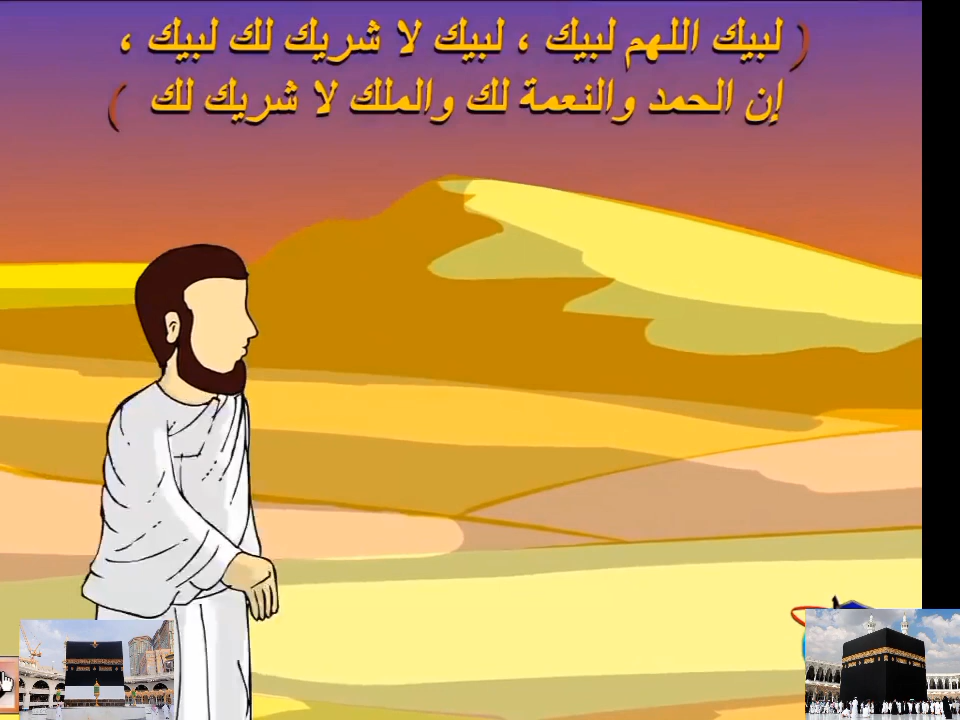 ( لبيك اللهم لبيك ، لبيك لا شريك لك لبيك ،
إن الحمد والنعمة لك والملك لا شريك لك )